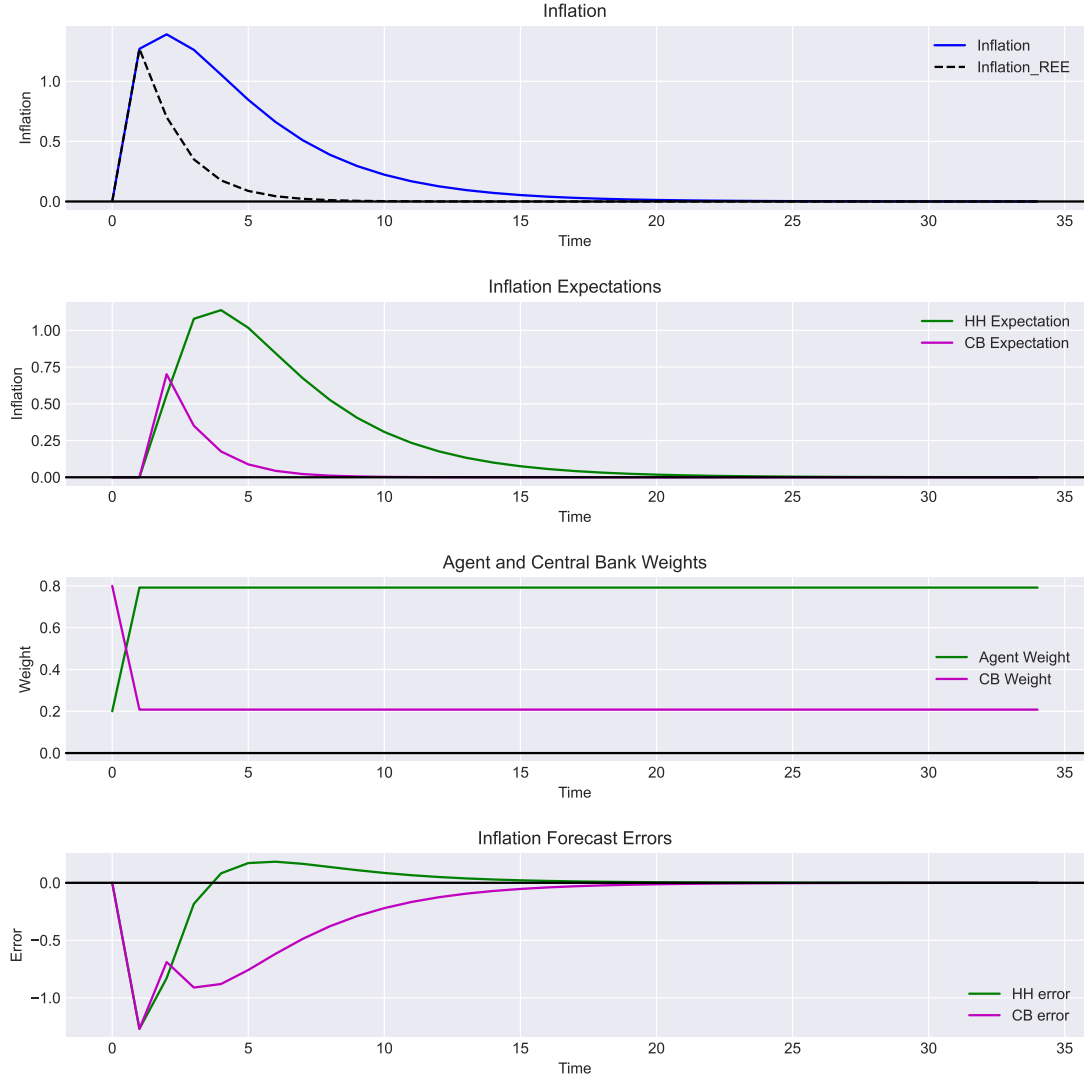 Inflation
Inflation
Inflation_REE
1.0
0.5
0.0
Inflation
0 5 10 15 20 25 30 35
Time
Inflation Expectations
HH Expectation
CB Expectation
1.00
0.75
0.50
0.25
0.00
Inflation
0 5 10 15 20 25 30 35
Time
Agent and Central Bank Weights
0.8
0.6
0.4
0.2
0.0
Weight
Agent Weight
CB Weight
0 5 10 15 20 25 30 35
Time
Inflation Forecast Errors
0.0
−0.5
−1.0
Error
HH error
CB error
0 5 10 15 20 25 30 35
Time